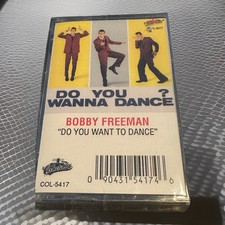 DO YOU ?
WANNA DANCE
BOBBY FREEMAN
"DO YOU WANT TO DANCE"
COL-5417
0 90431 54174 6